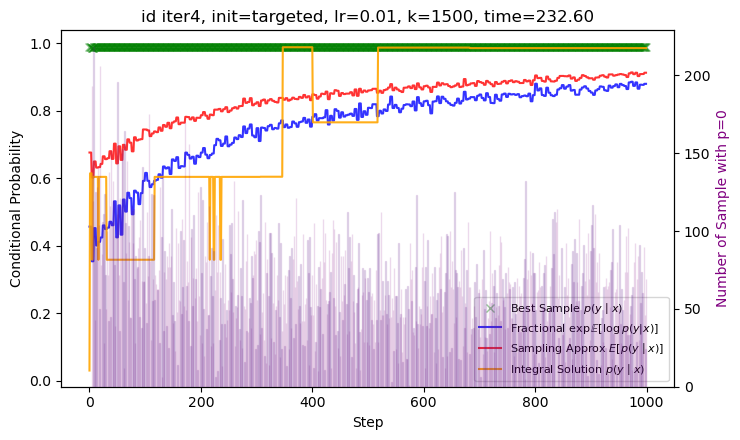 id iter4, init=targeted, lr=0.01, k=1500, time=232.60
Conditional Probability
1.0
0.8
0.6
0.4
0.2
0.0
200
150
100
50
0
Number of Sample with p=0
Best Sample p(y | x)
Fractional exp 𝔼[log p(y|x)]
Sampling Approx E[p(y | x)]
Integral Solution p(y | x)
0 200 400 600 800 1000
Step